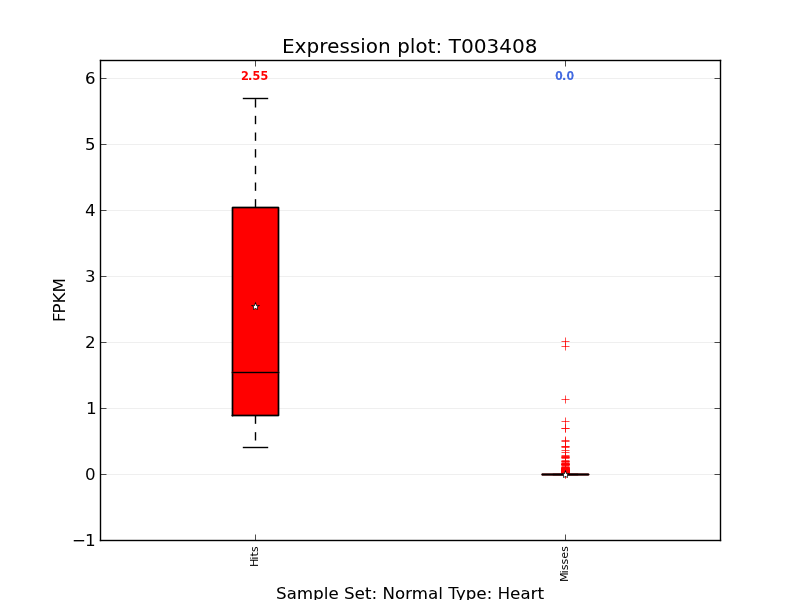 Expression plot: T003408
2.55
0.0
6
5
4
3
2
1
0
−1
FPKM
Hits
Misses
Sample Set: Normal Type: Heart